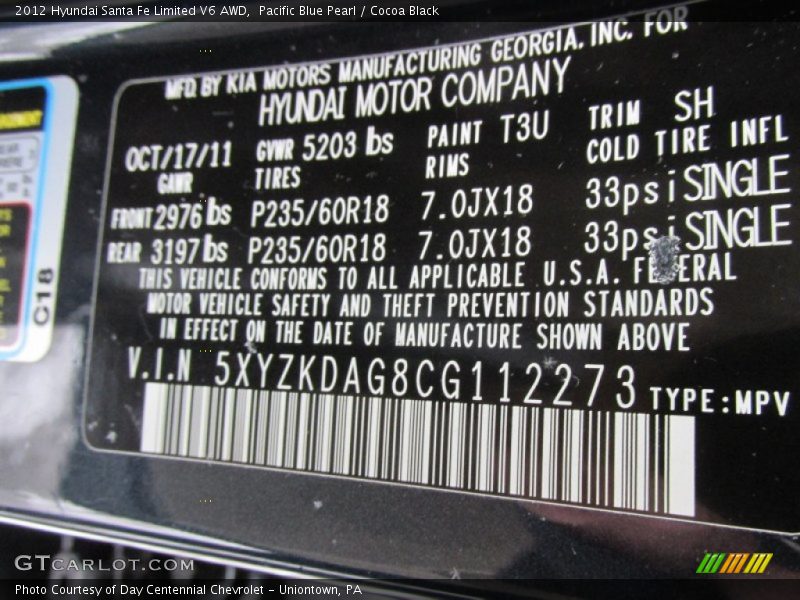 2012 Hyundai Santa Fe Limited V6 AWD, Pacific Blue Pearl / Cocoa Black
MFD BY KIA MOTORS MANUFACTURING GEORGIA. INC. FOR
HYUNDAI MOTOR COMPANY
OCT/17/11 GVWR 5203 lbs PAINT T3U TRIM SH
GAWR TIRES RIMS COLD TIRE INFL
FRONT 2976 lbs P235/60R18 7.0JX18 33psi SINGLE
REAR 3197 lbs P235/60R18 7.0JX18 33psi SINGLE
THIS VEHICLE CONFORMS TO ALL APPLICABLE U.S.A. FEDERAL
MOTOR VEHICLE SAFETY AND THEFT PREVENTION STANDARDS
IN EFFECT ON THE DATE OF MANUFACTURE SHOWN ABOVE
V.I.N 5XYZKDAG8CG112273 TYPE:MPV
C18
GTCARLOT.COM
Photo Courtesy of Day Centennial Chevrolet - Uniontown, PA